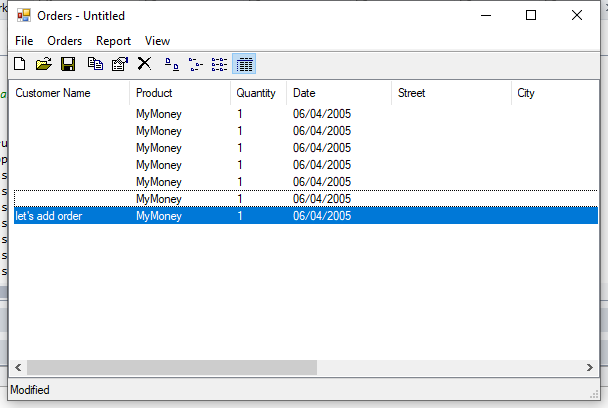 Orders - Untitled
File Orders Report View
Customer Name Product Quantity Date Street City
MyMoney 1 06/04/2005
MyMoney 1 06/04/2005
MyMoney 1 06/04/2005
MyMoney 1 06/04/2005
MyMoney 1 06/04/2005
MyMoney 1 06/04/2005
let's add order MyMoney 1 06/04/2005
Modified